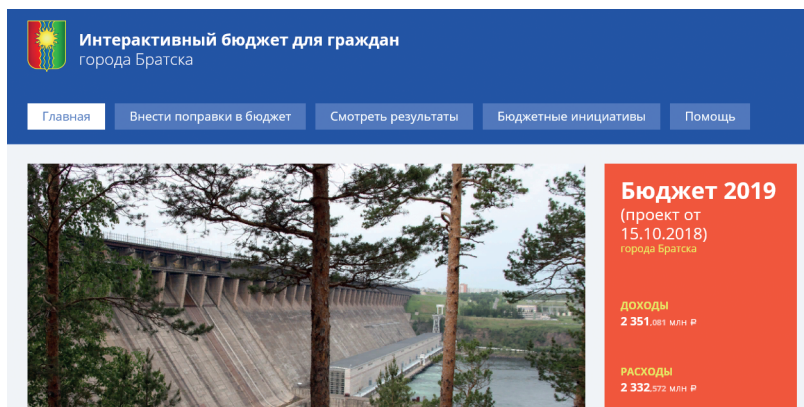 Интерактивный бюджет для граждан
города Братска
Главная
Внести поправки в бюджет
Смотреть результаты
Бюджетные инициативы
Помощь
Бюджет 2019
(проект от
15.10.2018)
города Братска
ДОХОДЫ
2 351.081 млн ₽
РАСХОДЫ
2 332.572 млн ₽